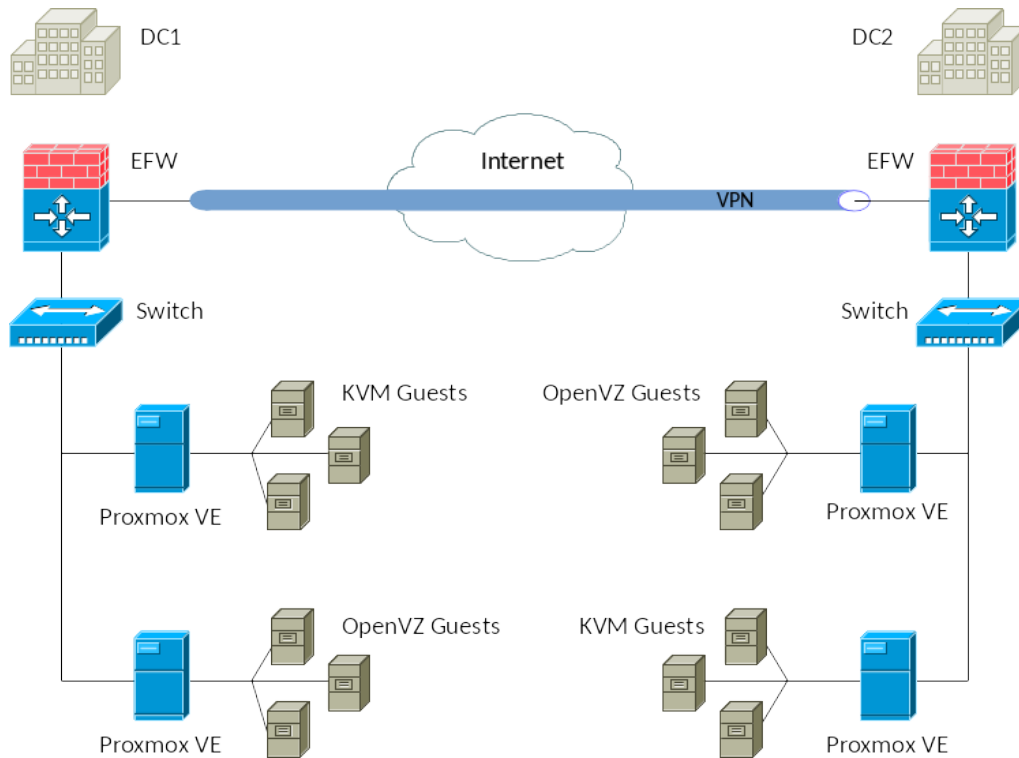 DC1
DC2
EFW
Internet
EFW
VPN
Switch
Switch
KVM Guests
OpenVZ Guests
Proxmox VE
Proxmox VE
OpenVZ Guests
KVM Guests
Proxmox VE
Proxmox VE